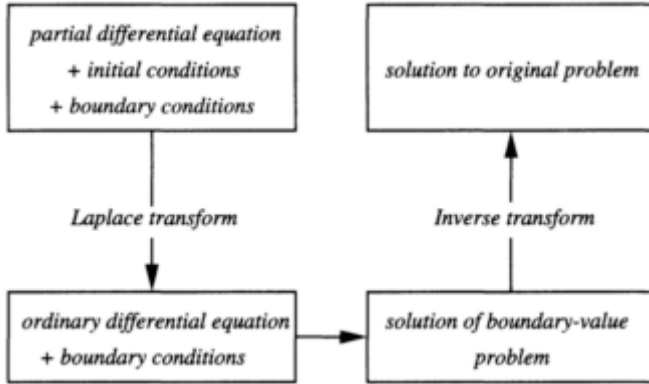 partial differential equation
+ initial conditions
+ boundary conditions
solution to original problem
Laplace transform
Inverse transform
ordinary differential equation
+ boundary conditions
solution of boundary-value
problem